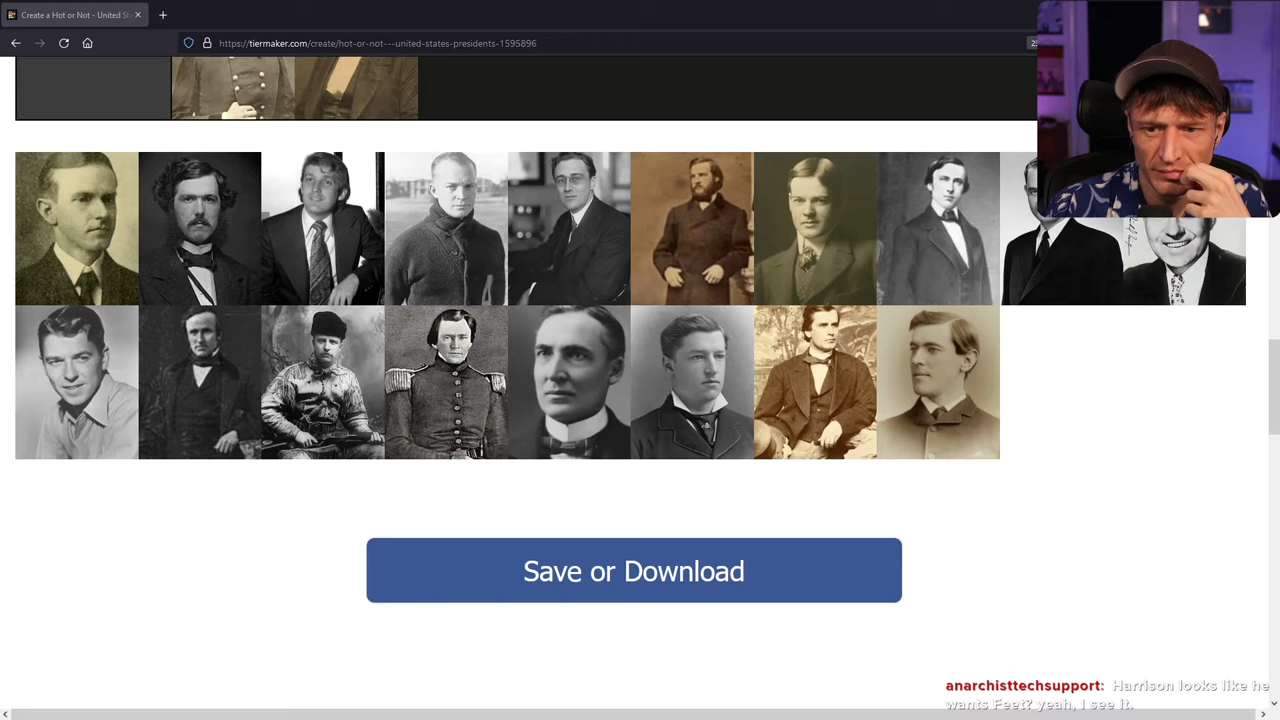 Create a Hot or Not - United St
https://tiermaker.com/create/hot-or-not---united-states-presidents-1595896
Save or Download
anarchisttechsupport: Harrison looks like he
wants Feet? yeah, I see it.